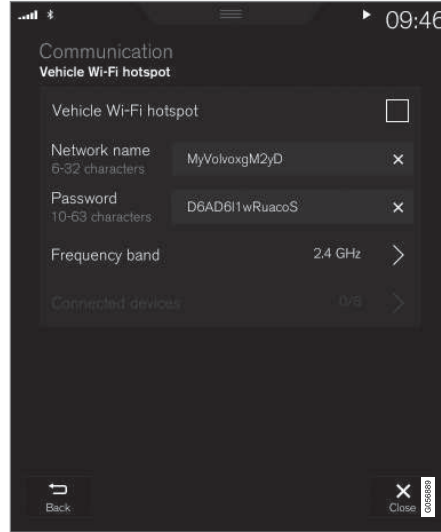 09:46
Communication
Vehicle Wi-Fi hotspot
Vehicle Wi-Fi hotspot
Network name
6-32 characters
MyVolvoxgM2yD
Password
10-63 characters
D6AD6I1wRuacoS
Frequency band
2.4 GHz
Connected devices
0/8
Back
Close
G056889